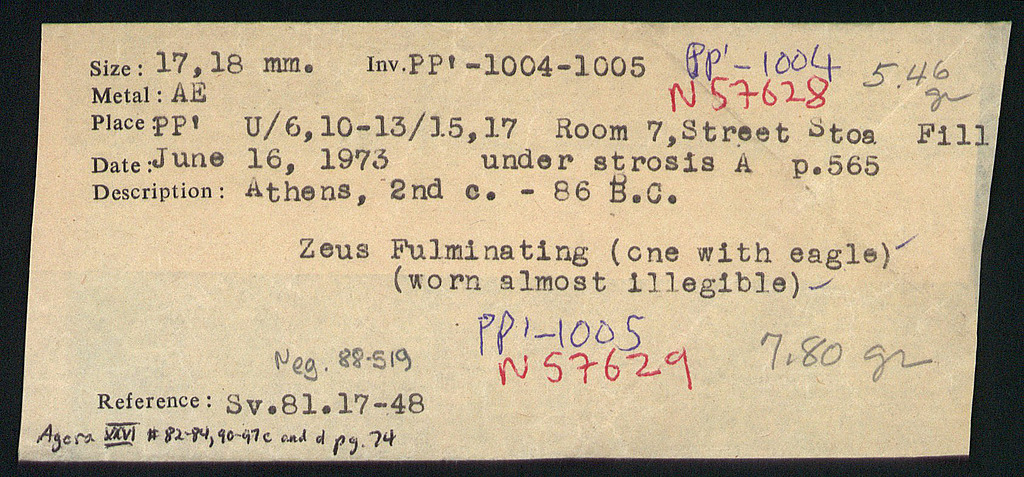 Size: 17,18 mm. Inv. PP'-1004-1005 PP'-1004 5.46 gr
N 57628
Metal: AE
Place: PP' U/6,10-13/15,17 Room 7,Street Stoa Fill
Date: June 16, 1973 under strosis A p.565
Description: Athens, 2nd c. - 86 B.C.
Zeus Fulminating (one with eagle)
(worn almost illegible)
PP'-1005 7.80 gr
Neg. 88-519 N 57629
Reference: Sv.81.17-48
Agora XXVI # 82-84, 90-97c and d pg. 74